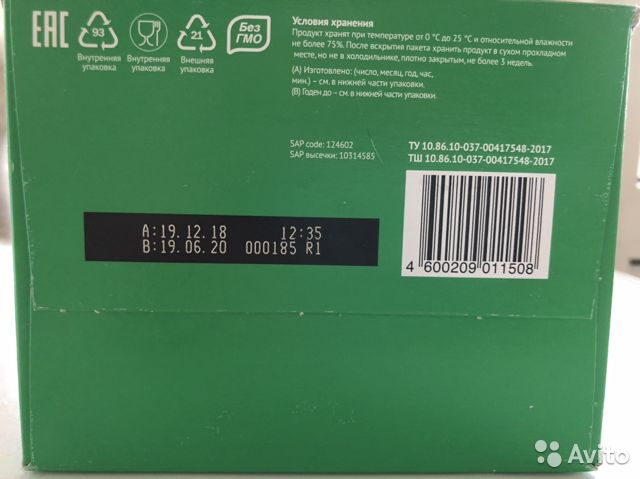 EAC
93
21
Без
ГМО
Внутренняя
упаковка
Внутренняя
упаковка
Внешняя
упаковка
Условия хранения
Продукт хранят при температуре от 0 °С до 25 °С и относительной влажности
не более 75%. После вскрытия пакета хранить продукт в сухом прохладном
месте, но не в холодильнике, плотно закрытым, не более 3 недель.
(А) Изготовлено: (число, месяц, год, час,
мин.) – см. в нижней части упаковки.
(В) Годен до – см. в нижней части упаковки.
SAP code: 124602
SAP высечки: 10314585
ТУ 10.86.10-037-00417548-2017
ТШ 10.86.10-037-00417548-2017
A:19.12.18 12:35
B:19.06.20 000185 R1
4 600209 011508
Avito